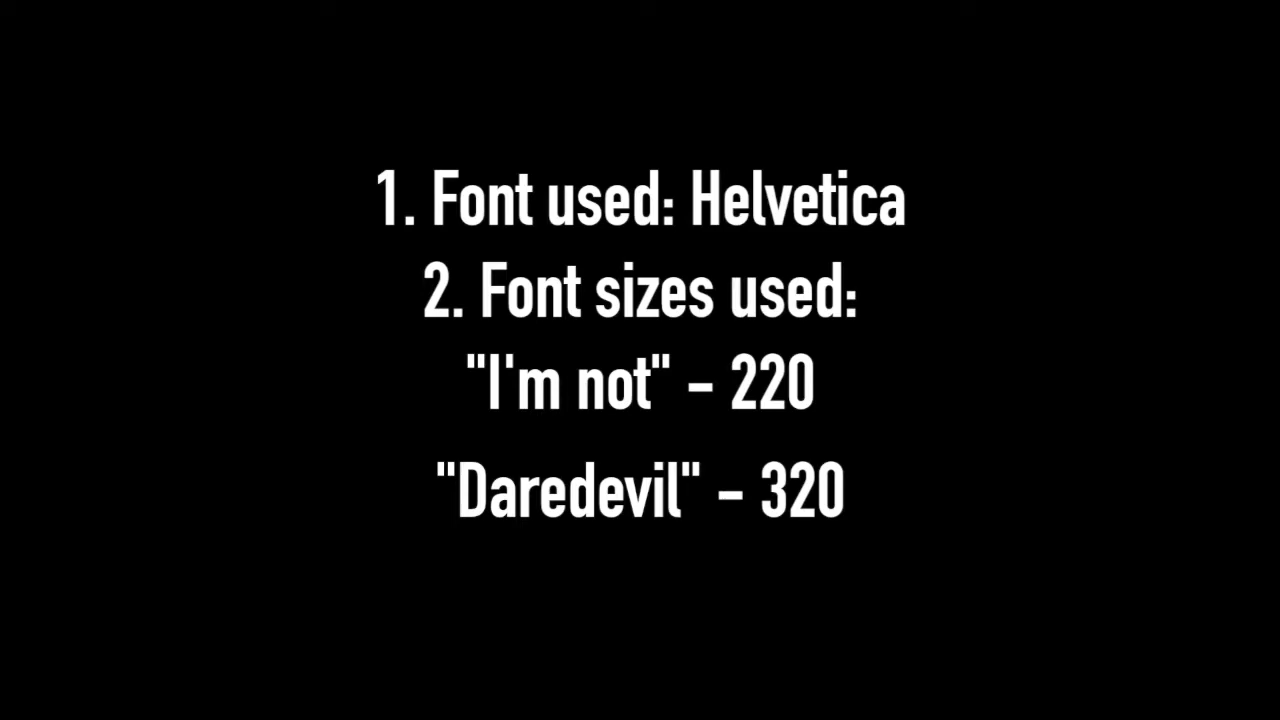 1. Font used: Helvetica
2. Font sizes used:
"I'm not" - 220
"Daredevil" - 320